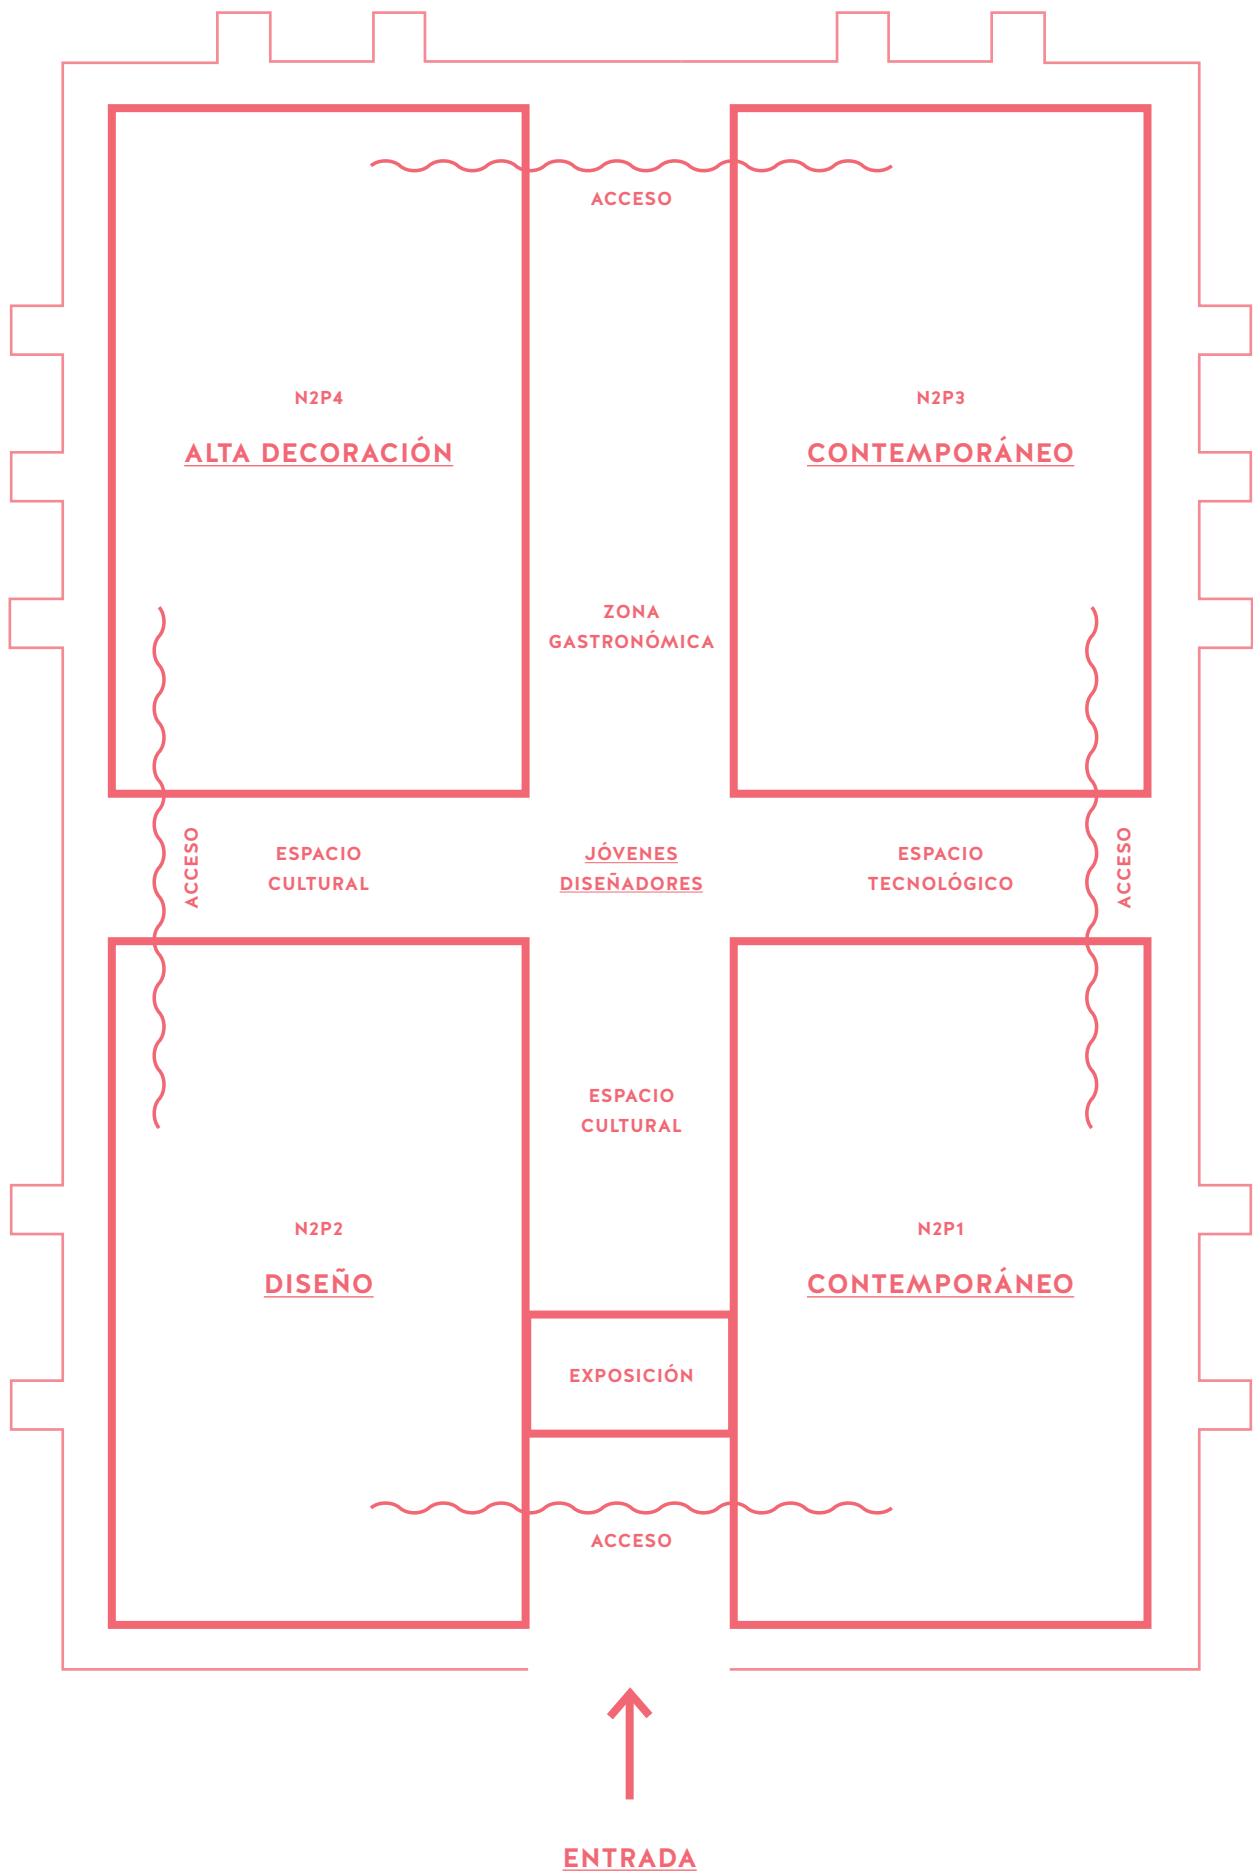 ACCESO
N2P4
ALTA DECORACIÓN
N2P3
CONTEMPORÁNEO
ZONA
GASTRONÓMICA
ACCESO
ESPACIO
CULTURAL
JÓVENES
DISEÑADORES
ESPACIO
TECNOLÓGICO
ACCESO
ESPACIO
CULTURAL
N2P2
DISEÑO
N2P1
CONTEMPORÁNEO
EXPOSICIÓN
ACCESO
ENTRADA